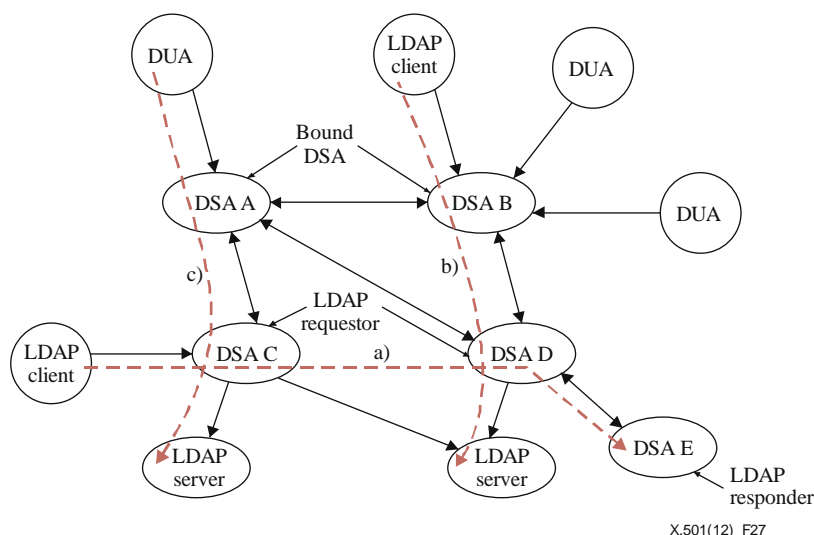 DUA
LDAP
client
DUA
Bound
DSA
DSA A
DSA B
DUA
c)
b)
LDAP
requestor
LDAP
client
DSA C
a)
DSA D
LDAP
server
LDAP
server
DSA E
LDAP
responder
X.501(12)_F27